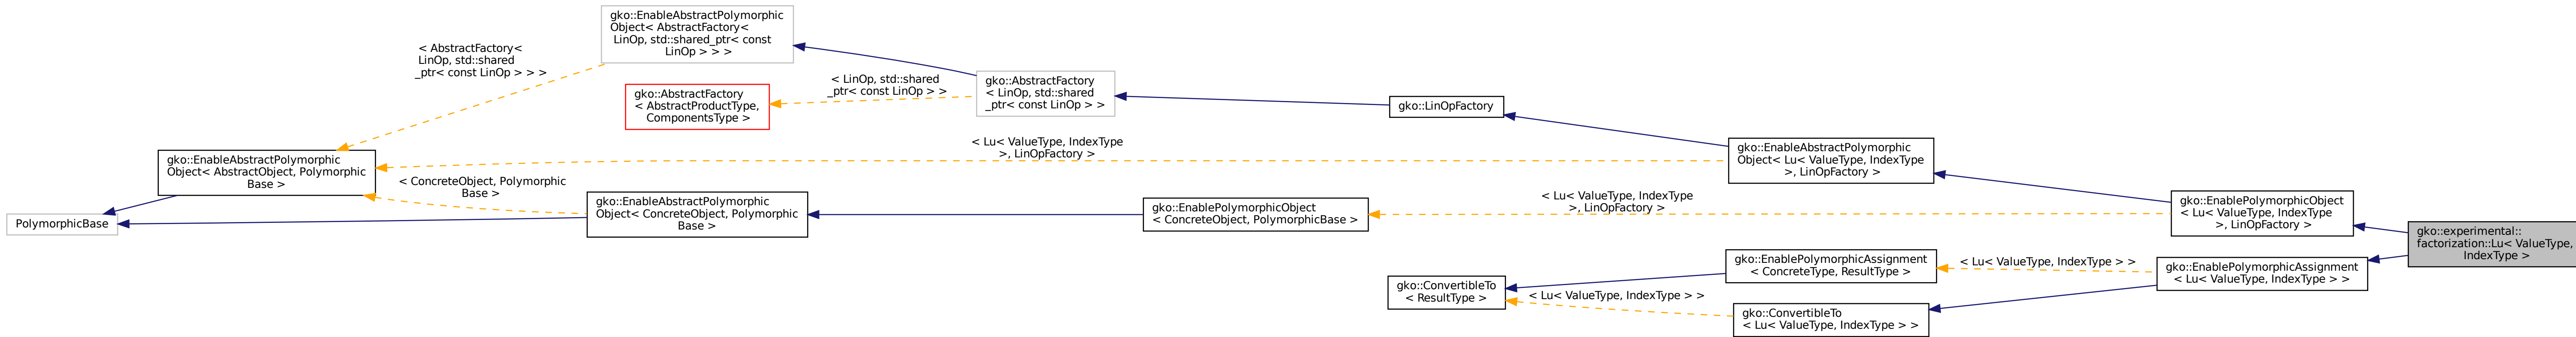 gko::EnableAbstractPolymorphic
Object< AbstractFactory<
LinOp, std::shared_ptr< const
LinOp > > >
< AbstractFactory<
LinOp, std::shared
_ptr< const LinOp > > >
gko::AbstractFactory
< AbstractProductType,
ComponentsType >
< LinOp, std::shared
_ptr< const LinOp > >
gko::AbstractFactory
< LinOp, std::shared
_ptr< const LinOp > >
gko::LinOpFactory
gko::EnableAbstractPolymorphic
Object< AbstractObject, Polymorphic
Base >
< Lu< ValueType, IndexType
>, LinOpFactory >
gko::EnableAbstractPolymorphic
Object< Lu< ValueType, IndexType
>, LinOpFactory >
< ConcreteObject, Polymorphic
Base >
PolymorphicBase
gko::EnableAbstractPolymorphic
Object< ConcreteObject, Polymorphic
Base >
gko::EnablePolymorphicObject
< ConcreteObject, PolymorphicBase >
< Lu< ValueType, IndexType
>, LinOpFactory >
gko::EnablePolymorphicObject
< Lu< ValueType, IndexType
>, LinOpFactory >
gko::experimental::
factorization::Lu< ValueType,
IndexType >
gko::ConvertibleTo
< ResultType >
gko::EnablePolymorphicAssignment
< ConcreteType, ResultType >
< Lu< ValueType, IndexType > >
gko::EnablePolymorphicAssignment
< Lu< ValueType, IndexType > >
< Lu< ValueType, IndexType > >
gko::ConvertibleTo
< Lu< ValueType, IndexType > >